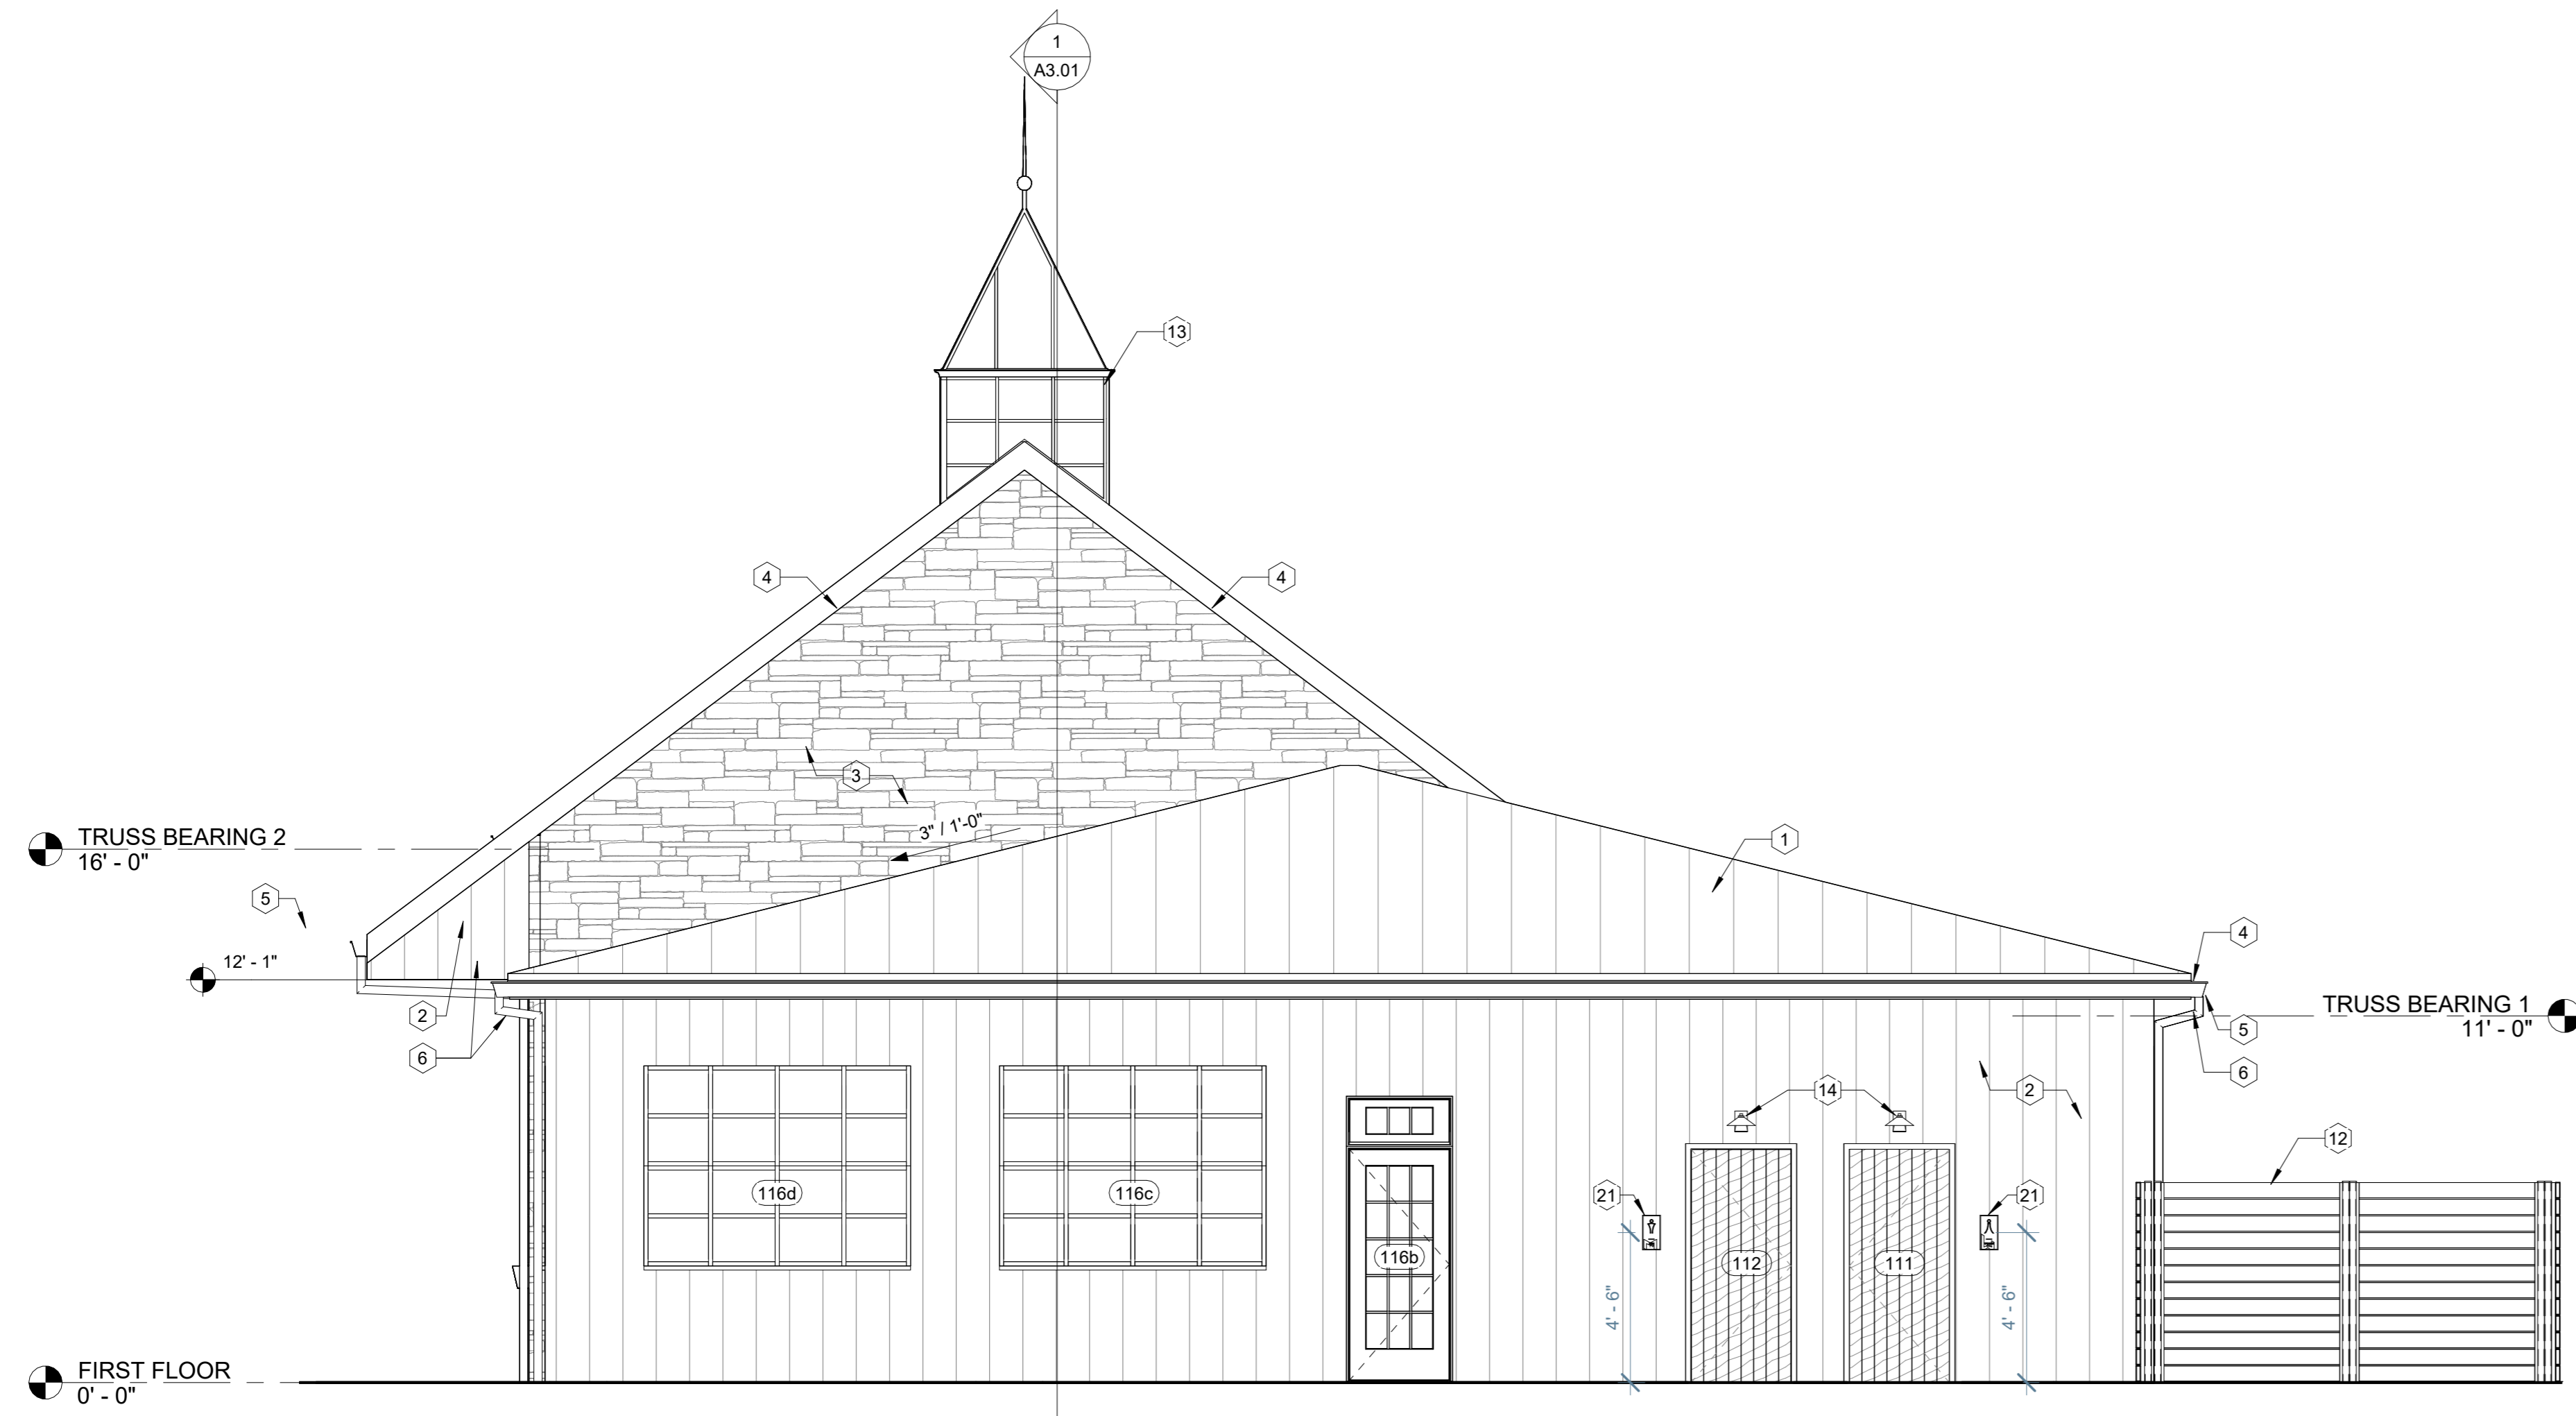 1
A3.01
13
4
4
3
3" / 1'-0"
TRUSS BEARING 2
16' - 0"
1
5
4
12' - 1"
2
TRUSS BEARING 1
11' - 0"
5
6
6
14
2
12
116d
116c
21
21
116b
112
111
4' - 6"
4' - 6"
FIRST FLOOR
0' - 0"